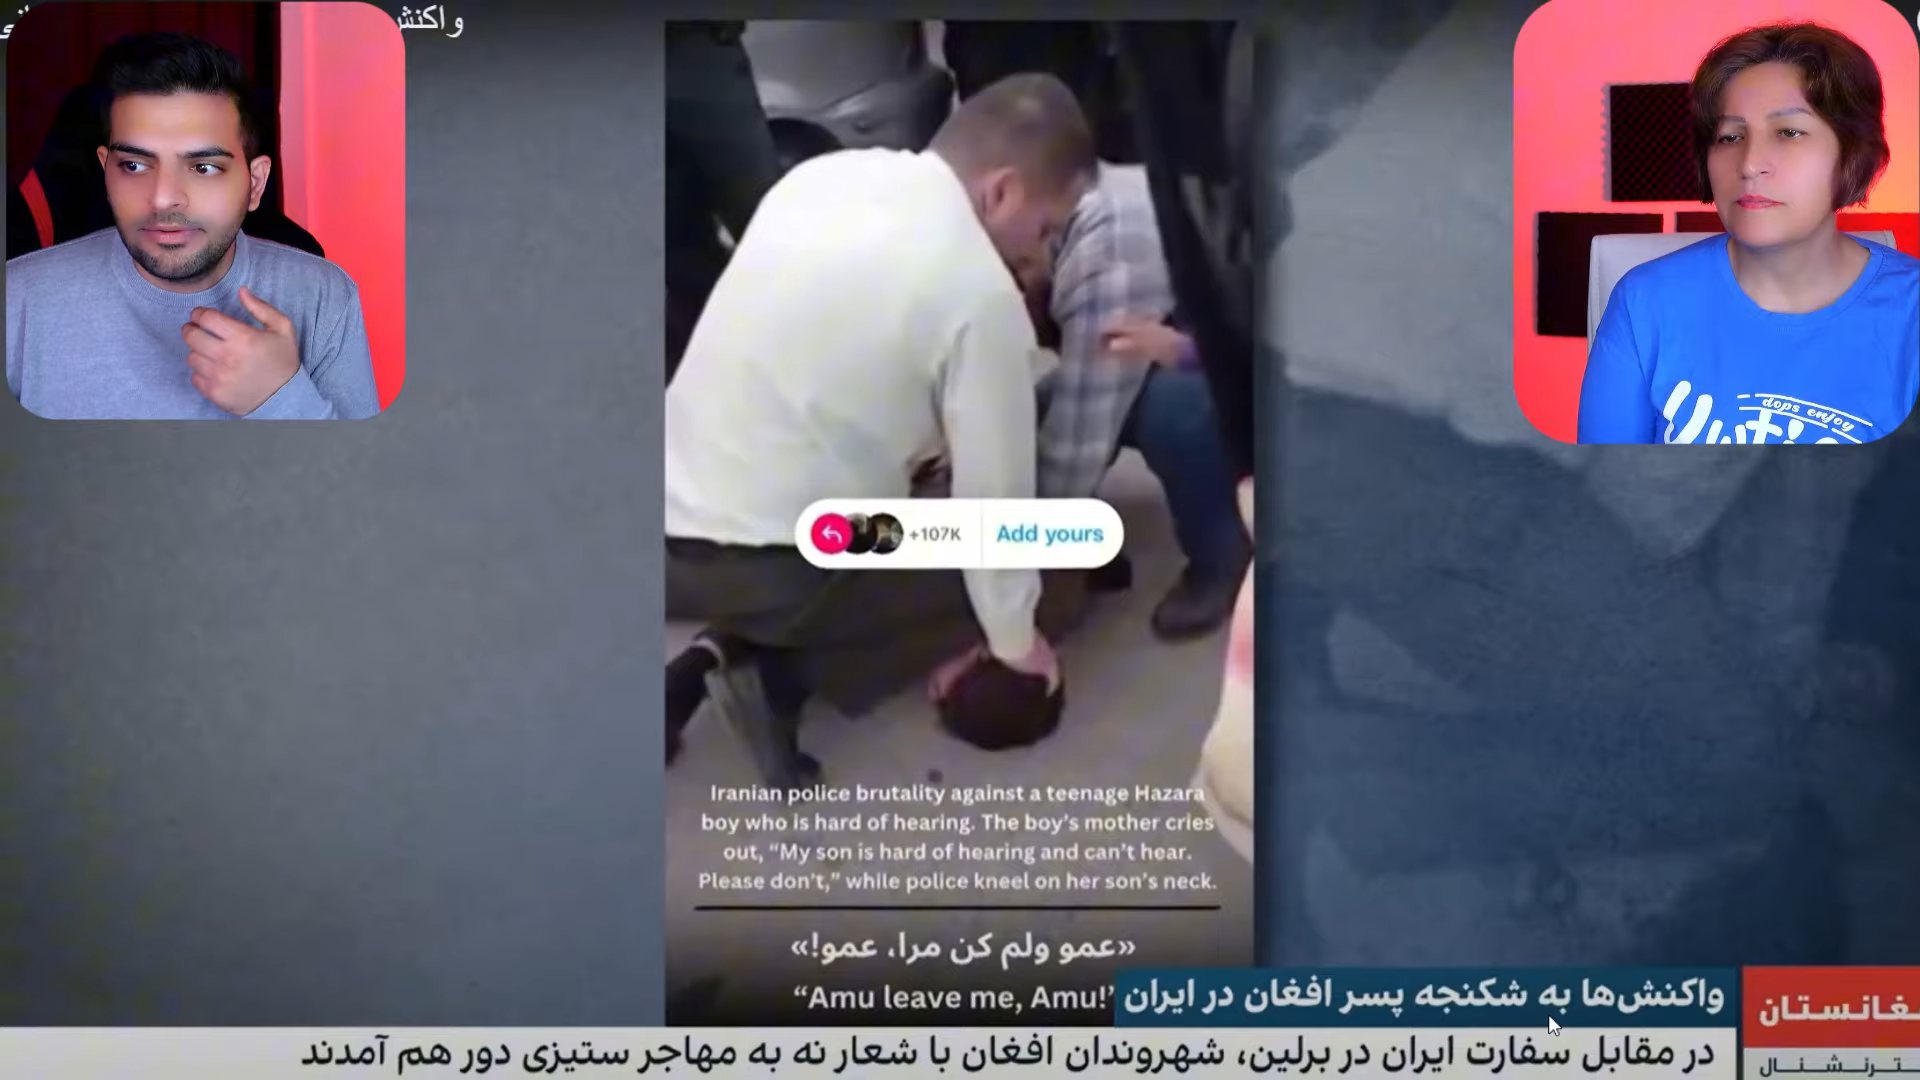 واکنش
dops enjoy
+107K
Add yours
Iranian police brutality against a teenage Hazara
boy who is hard of hearing. The boy's mother cries
out, “My son is hard of hearing and can't hear.
Please don't,” while police kneel on her son's neck.
«عمو ولم کن مرا، عمو!»
“Amu leave me, Amu!”
واکنش‌ها به شکنجه پسر افغان در ایران
در مقابل سفارت ایران در برلین، شهروندان افغان با شعار نه به مهاجر ستیزی دور هم آمدند